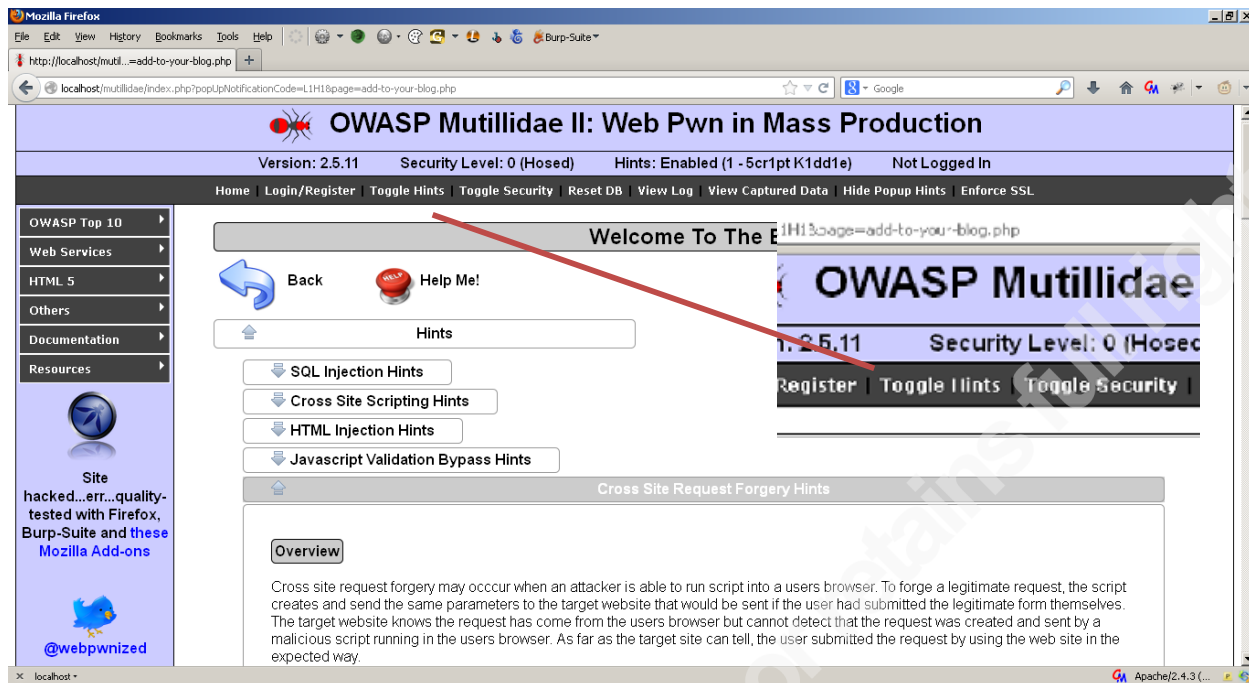 Mozilla Firefox
File Edit View History Bookmarks Tools Help Burp-Suite
http://localhost/mutil...=add-to-your-blog.php +
localhost/mutillidae/index.php?popUpNotificationCode=L1H1&page=add-to-your-blog.php Google
OWASP Mutillidae II: Web Pwn in Mass Production
Version: 2.5.11 Security Level: 0 (Hosed) Hints: Enabled (1 - 5cr1pt K1dd1e) Not Logged In
Home | Login/Register | Toggle Hints | Toggle Security | Reset DB | View Log | View Captured Data | Hide Popup Hints | Enforce SSL
OWASP Top 10
Web Services
HTML 5
Others
Documentation
Resources
Site
hacked...err...quality-
tested with Firefox,
Burp-Suite and these
Mozilla Add-ons
@webpwnized
Welcome To The
Back
HELP
Help Me!
Hints
SQL Injection Hints
Cross Site Scripting Hints
HTML Injection Hints
Javascript Validation Bypass Hints
Cross Site Request Forgery Hints
Overview
Cross site request forgery may occcur when an attacker is able to run script into a users browser. To forge a legitimate request, the script
creates and send the same parameters to the target website that would be sent if the user had submitted the legitimate form themselves.
The target website knows the request has come from the users browser but cannot detect that the request was created and sent by a
malicious script running in the users browser. As far as the target site can tell, the user submitted the request by using the web site in the
expected way.
1H1&page=add-to-your-blog.php
OWASP Mutillidae
2.5.11 Security Level: 0 (Hosed
Register | Toggle Hints | Toggle Security |
tains full righ
or
x localhost
Apache/2.4.3 (...